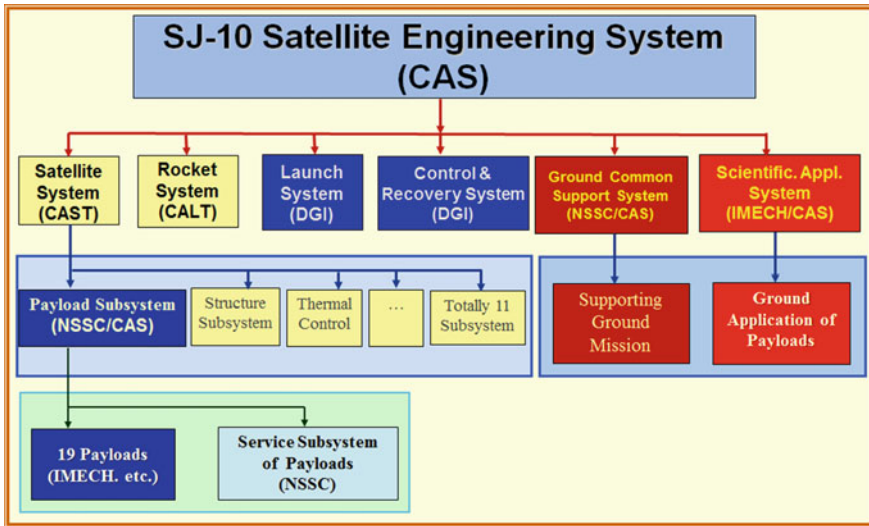 SJ-10 Satellite Engineering System
(CAS)
Satellite
System
(CAST)
Rocket
System
(CALT)
Launch
System
(DGI)
Control &
Recovery System
(DGI)
Ground Common
Support System
(NSSC/CAS)
Scientific. Appl.
System
(IMECH/CAS)
Payload Subsystem
(NSSC/CAS)
Structure
Subsystem
Thermal
Control
...
Totally 11
Subsystem
Supporting
Ground
Mission
Ground
Application of
Payloads
19 Payloads
(IMECH. etc.)
Service Subsystem
of Payloads
(NSSC)